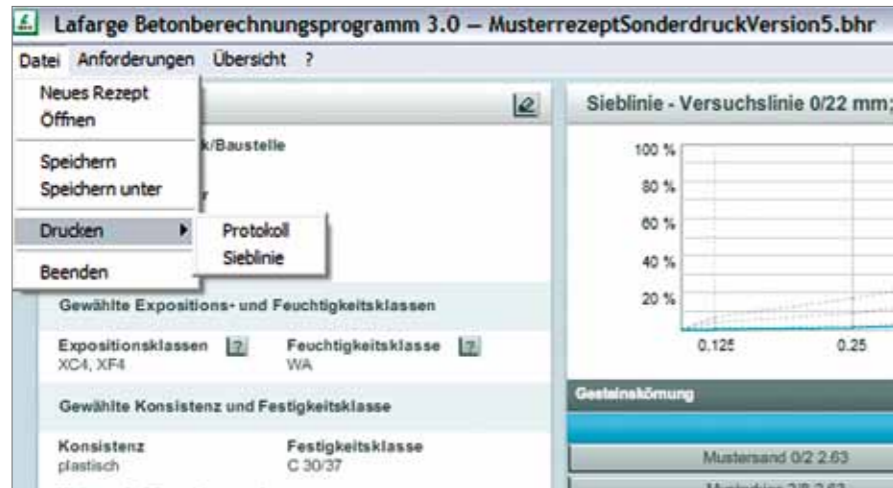 Lafarge Betonberechnungsprogramm 3.0 – MusterrezeptSonderdruckVersion5.bhr
Datei Anforderungen Übersicht ?
Neues Rezept
Öffnen
Speichern
Speichern unter
Drucken
Beenden
Protokoll
Sieblinie
k/Baustelle
r
Gewählte Expositions- und Feuchtigkeitsklassen
Expositionsklassen ? Feuchtigkeitsklasse ?
XC4, XF4 WA
Gewählte Konsistenz und Festigkeitsklasse
Konsistenz Festigkeitsklasse
plastisch C 30/37
Sieblinie - Versuchslinie 0/22 mm;
100 %
80 %
60 %
40 %
20 %
0.125 0.25
Gesteinskörnung
Mustersand 0/2 2.63